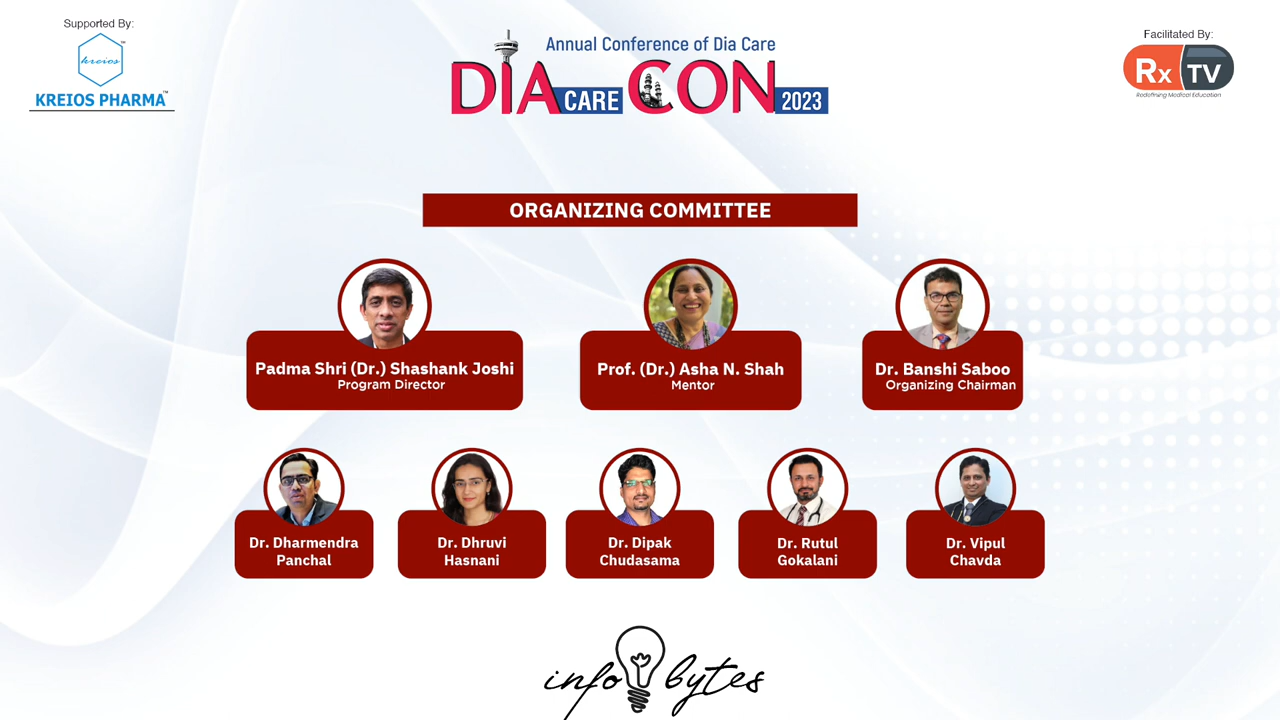 Supported By:
kreios
KREIOS PHARMA™
Annual Conference of Dia Care
DIA CARE CON 2023
Facilitated By:
Rx TV
Redefining Medical Education
ORGANIZING COMMITTEE
Padma Shri (Dr.) Shashank Joshi
Program Director
Prof. (Dr.) Asha N. Shah
Mentor
Dr. Banshi Saboo
Organizing Chairman
Dr. Dharmendra
Panchal
Dr. Dhruvi
Hasnani
Dr. Dipak
Chudasama
Dr. Rutul
Gokalani
Dr. Vipul
Chavda
info bytes